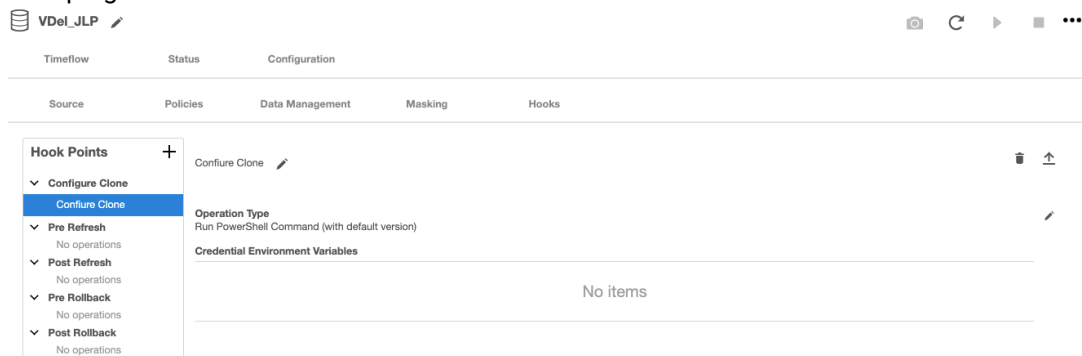 VDel_JLP
Timeflow Status Configuration
Source Policies Data Management Masking Hooks
Hook Points
Configure Clone
Confiure Clone
Pre Refresh
No operations
Post Refresh
No operations
Pre Rollback
No operations
Post Rollback
No operations
Confiure Clone
Operation Type
Run PowerShell Command (with default version)
Credential Environment Variables
No items